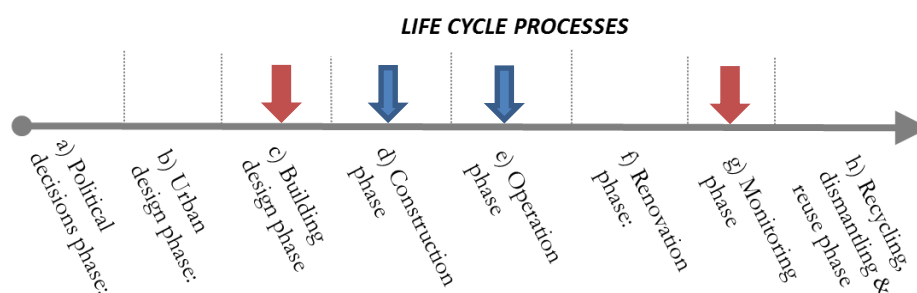 LIFE CYCLE PROCESSES
a) Political
decisions phase:
b) Urban
design phase:
c) Building
design phase
d) Construction
phase
e) Operation
phase
f) Renovation
phase:
g) Monitoring
phase
h) Recycling,
dismantling &
reuse phase